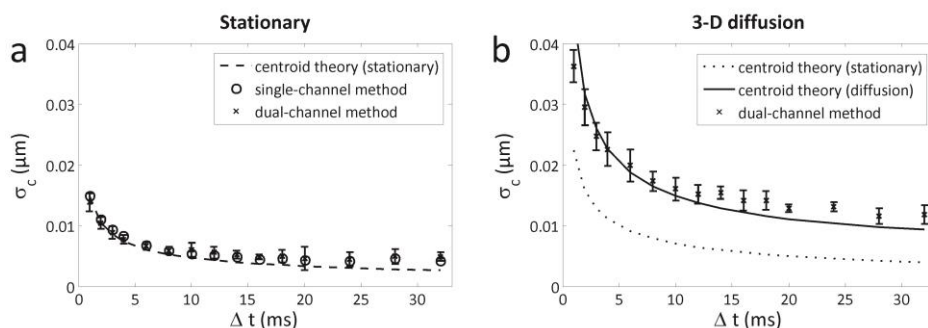 Stationary
a
0.04
0.03
0.02
0.01
0
σc (μm)
centroid theory (stationary)
single-channel method
dual-channel method
0 5 10 15 20 25 30
Δ t (ms)
3-D diffusion
b
0.04
0.03
0.02
0.01
0
σc (μm)
centroid theory (stationary)
centroid theory (diffusion)
dual-channel method
0 5 10 15 20 25 30
Δ t (ms)